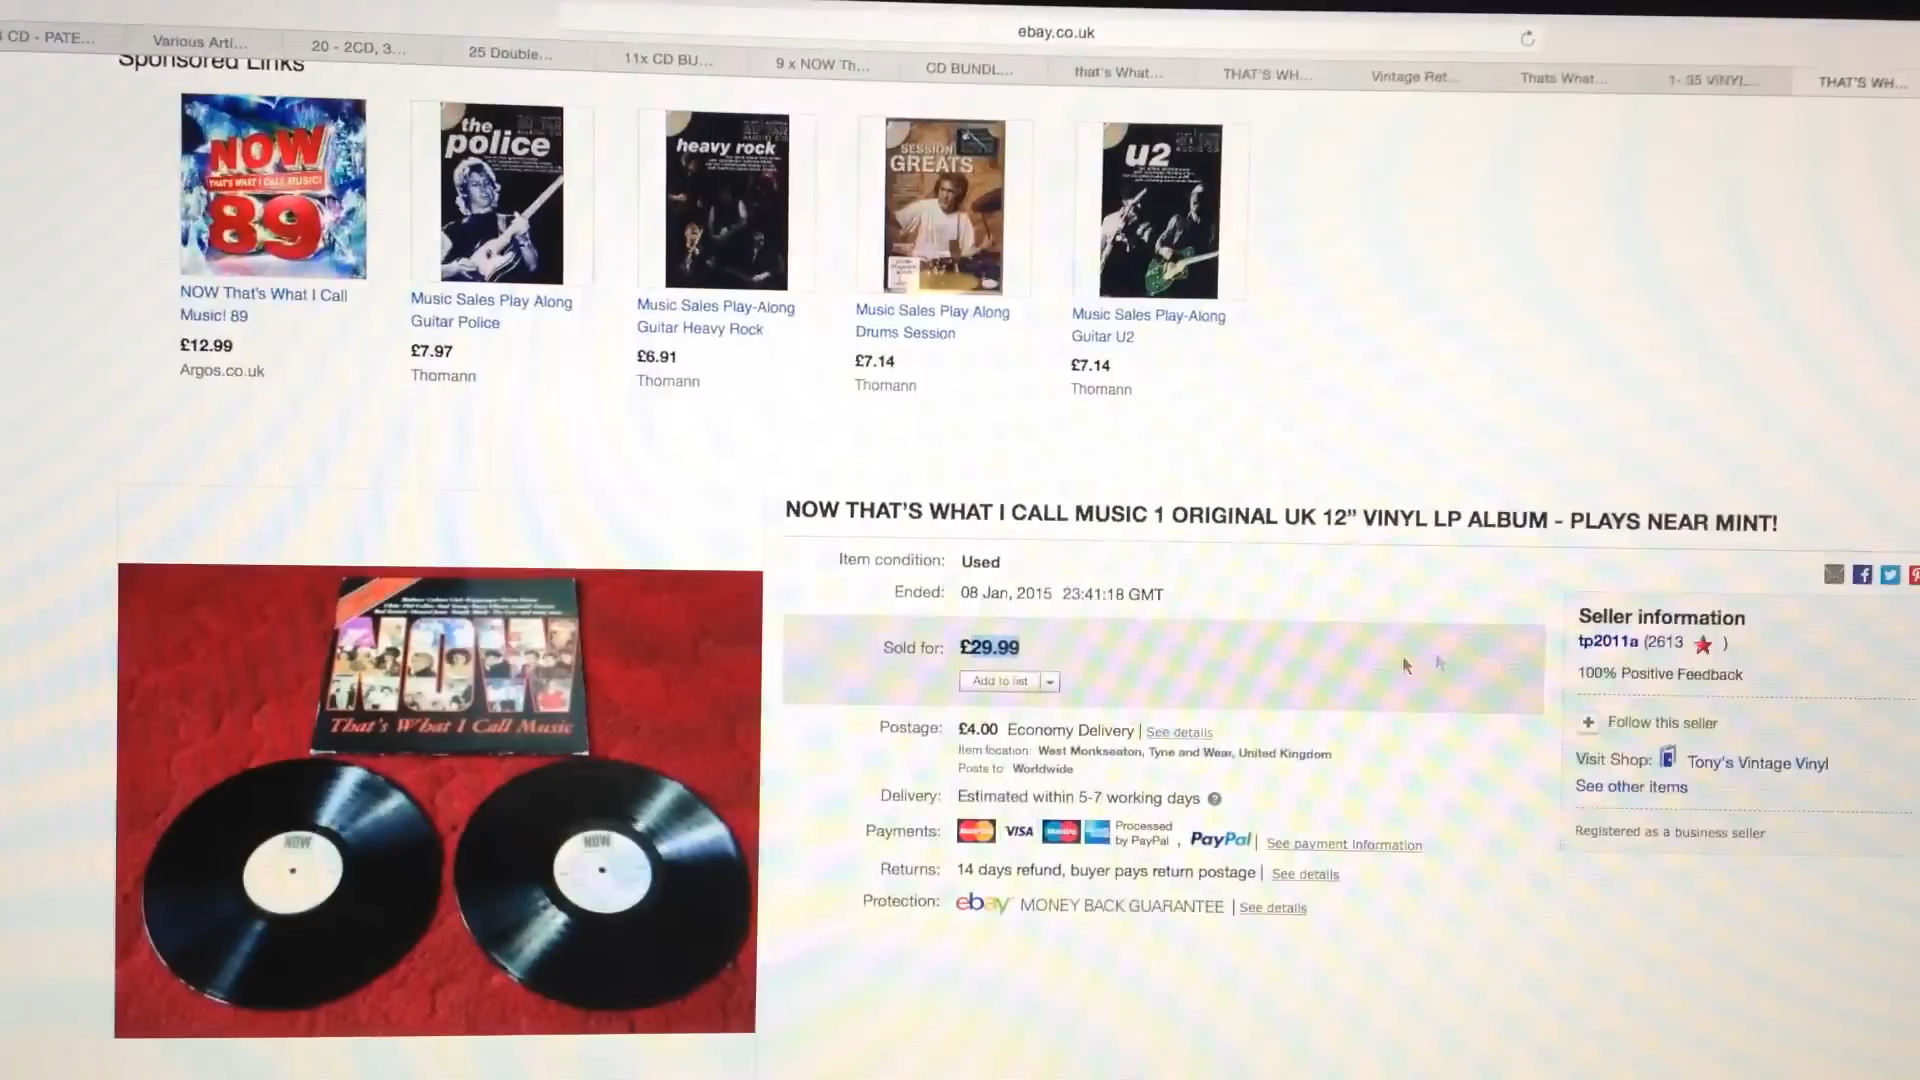 ebay.co.uk
CD - PATE...
Various Arti...
20 - 2CD, 3...
25 Double...
11x CD BU...
9 x NOW Th...
CD BUNDL...
that's What...
THAT'S WH...
Vintage Ret...
Thats What...
1- 35 VINYL...
THAT'S WH...
Sponsored Links
NOW
THAT'S WHAT I CALL MUSIC!
89
the
police
heavy rock
SESSION
GREATS
u2
NOW That's What I Call
Music! 89
£12.99
Argos.co.uk
Music Sales Play Along
Guitar Police
£7.97
Thomann
Music Sales Play-Along
Guitar Heavy Rock
£6.91
Thomann
Music Sales Play Along
Drums Session
£7.14
Thomann
Music Sales Play-Along
Guitar U2
£7.14
Thomann
NOW THAT'S WHAT I CALL MUSIC 1 ORIGINAL UK 12" VINYL LP ALBUM - PLAYS NEAR MINT!
Item condition: Used
Ended: 08 Jan, 2015 23:41:18 GMT
Sold for: £29.99
Add to list
Postage: £4.00 Economy Delivery | See details
Item location: West Monkseaton, Tyne and Wear, United Kingdom
Posts to: Worldwide
Delivery: Estimated within 5-7 working days
Payments: VISA Processed by PayPal, PayPal | See payment information
Returns: 14 days refund, buyer pays return postage | See details
Protection: ebay MONEY BACK GUARANTEE | See details
Seller information
tp2011a (2613 )
100% Positive Feedback
+ Follow this seller
Visit Shop: Tony's Vintage Vinyl
See other items
Registered as a business seller
NOW
That's What I Call Music
NOW
NOW